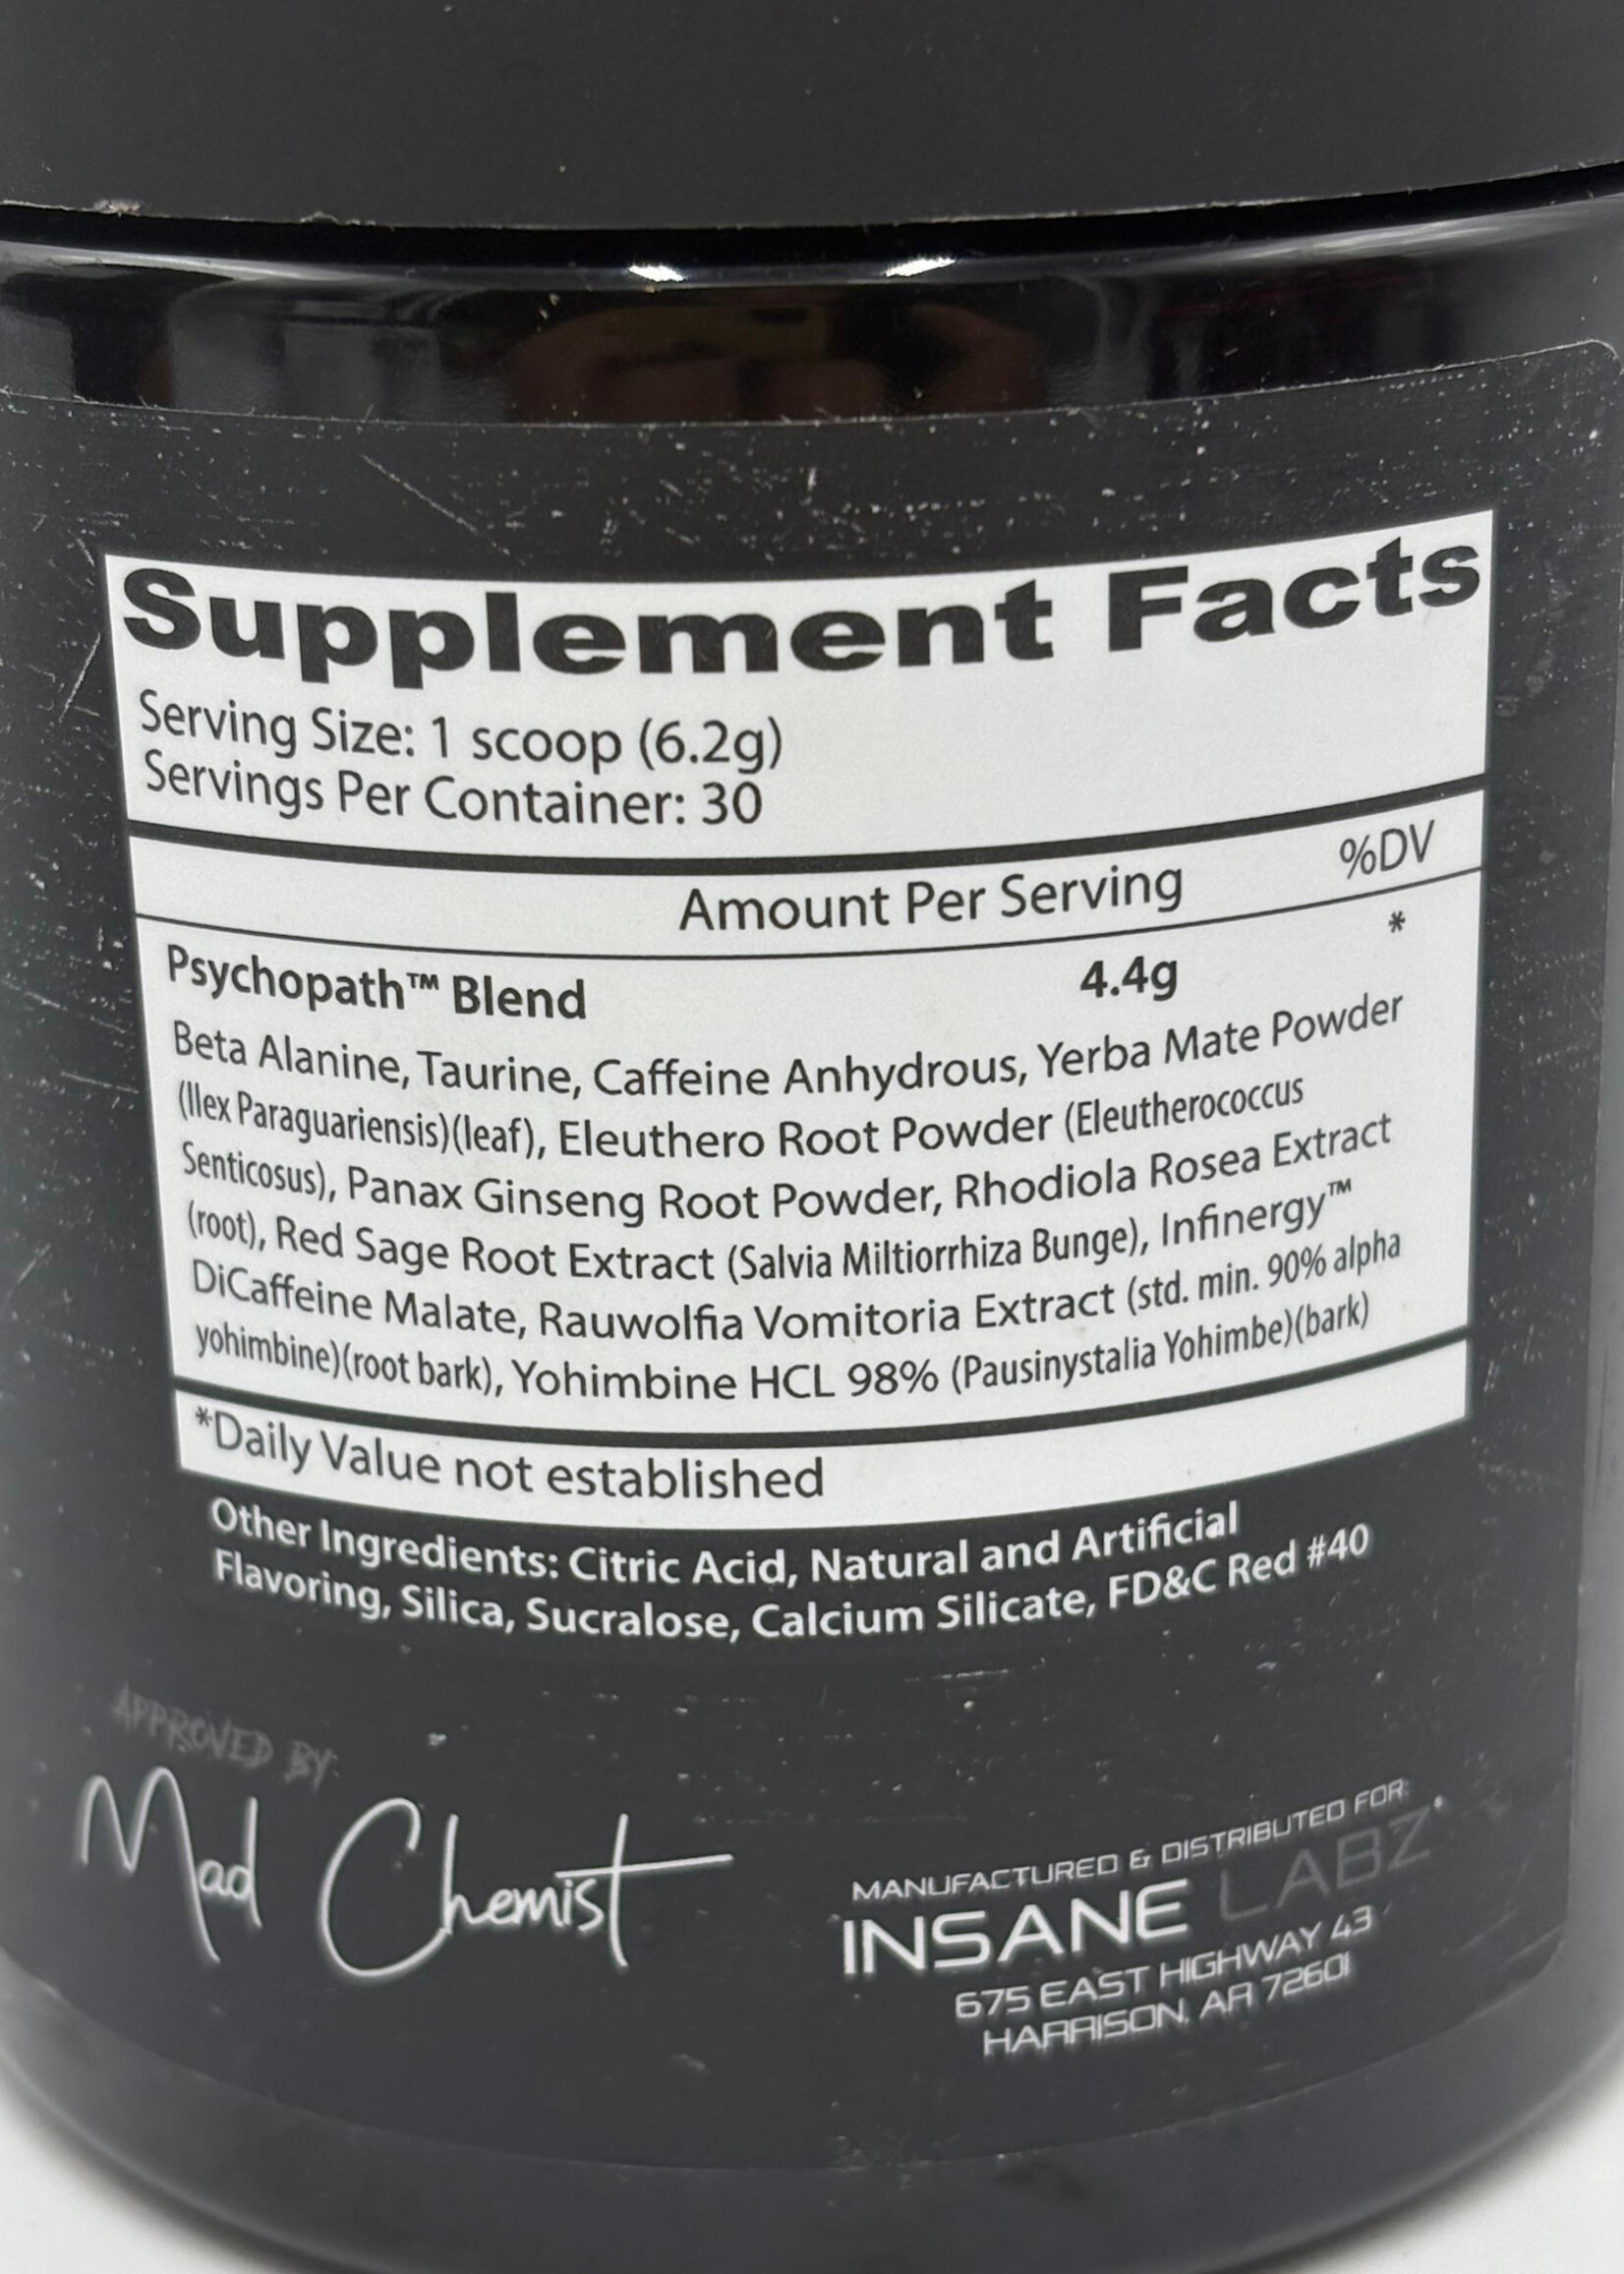 Supplement Facts
Serving Size: 1 scoop (6.2g)
Servings Per Container: 30
Amount Per Serving %DV
Psychopath™ Blend 4.4g *
Beta Alanine, Taurine, Caffeine Anhydrous, Yerba Mate Powder
(Ilex Paraguariensis)(leaf), Eleuthero Root Powder (Eleutherococcus
Senticosus), Panax Ginseng Root Powder, Rhodiola Rosea Extract
(root), Red Sage Root Extract (Salvia Miltiorrhiza Bunge), Infinergy™
DiCaffeine Malate, Rauwolfia Vomitoria Extract (std. min. 90% alpha
yohimbine)(root bark), Yohimbine HCL 98% (Pausinystalia Yohimbe)(bark)
*Daily Value not established
Other Ingredients: Citric Acid, Natural and Artificial
Flavoring, Silica, Sucralose, Calcium Silicate, FD&C Red #40
APPROVED BY:
Mad Chemist
MANUFACTURED & DISTRIBUTED FOR:
INSANE LABZ
675 EAST HIGHWAY 43
HARRISON, AR 72601